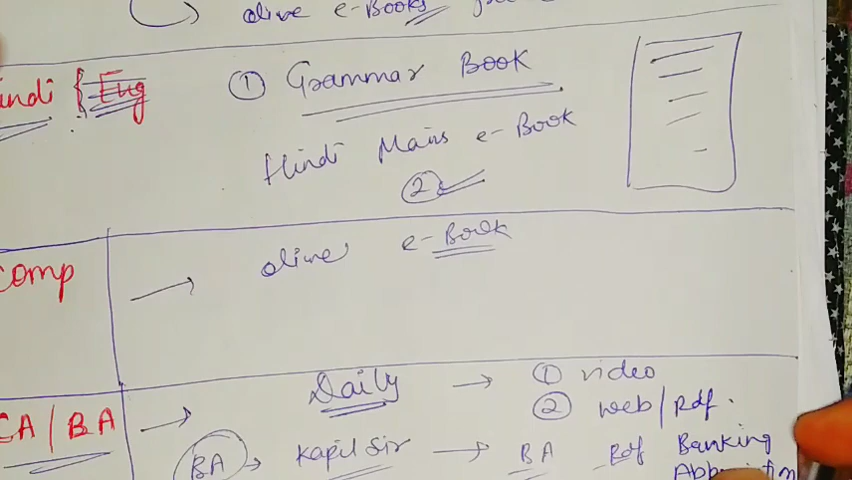 olive e-Books
indi { Eng
① Grammar Book
Hindi Mains e-Book
②
comp
→ olive e-Book
CA/BA → Daily → ① video
② web/Pdf.
BA → Kapil Sir → BA Pdf Banking